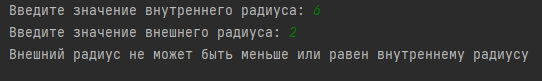 Введите значение внутреннего радиуса: 6
Введите значение внешнего радиуса: 2
Внешний радиус не может быть меньше или равен внутреннему радиусу